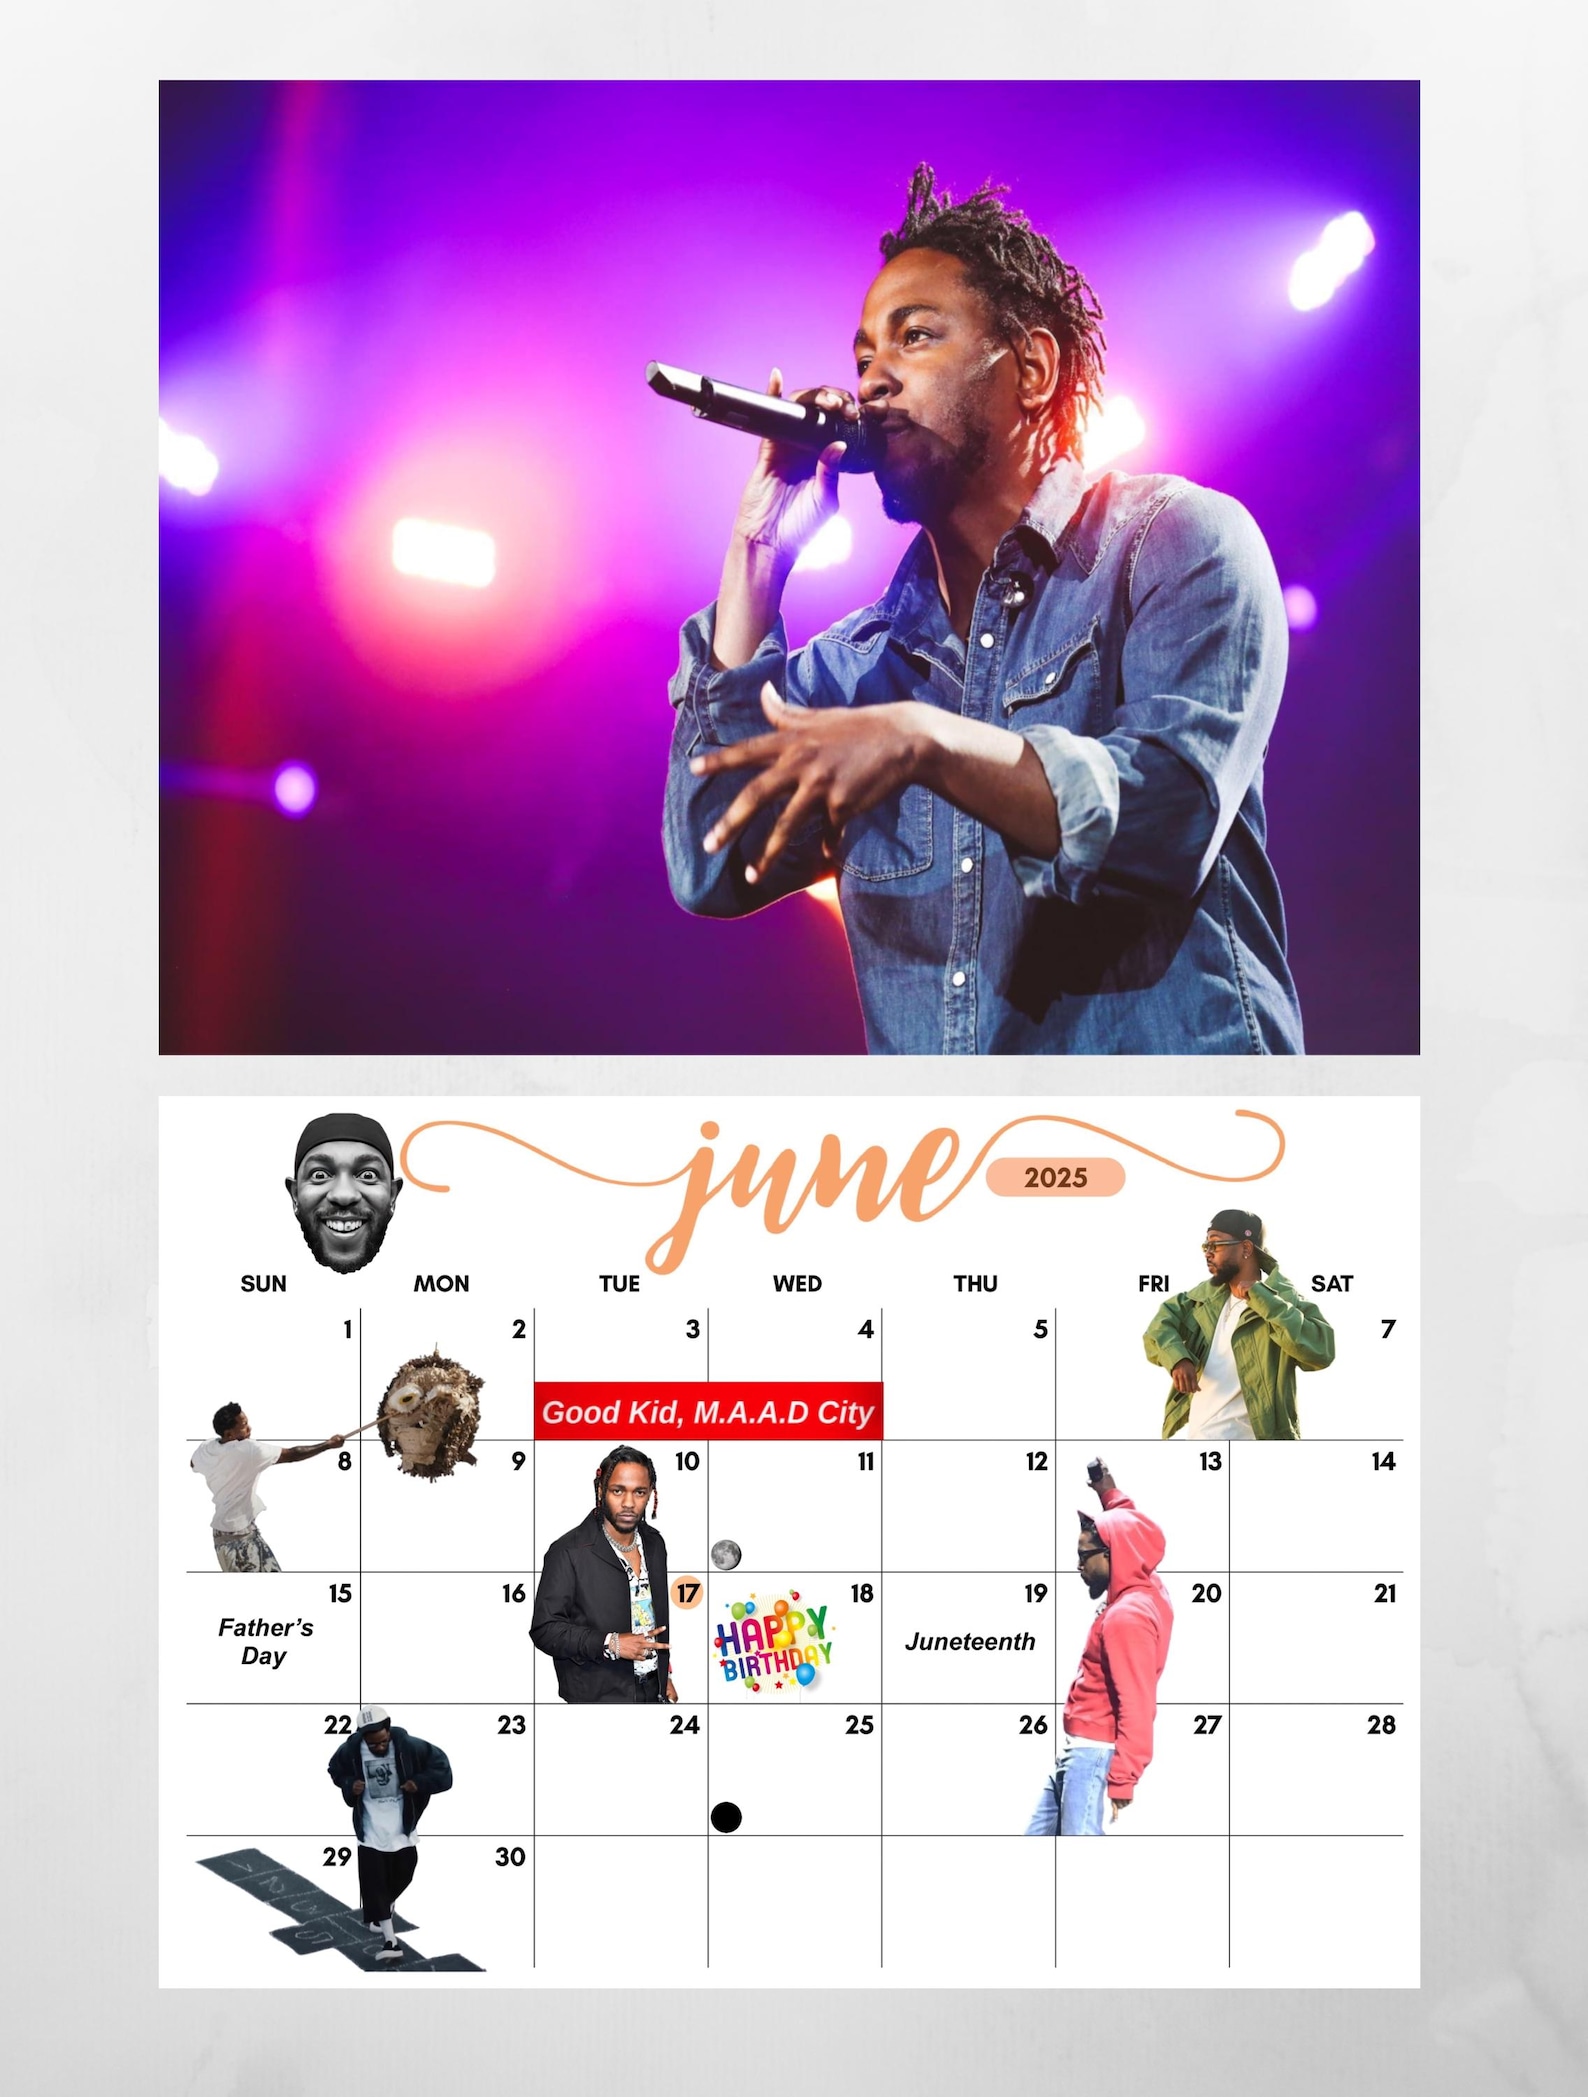 june
2025
SUN MON TUE WED THU FRI SAT
1 2 3 4 5 7
Good Kid, M.A.A.D City
8 9 10 11 12 13 14
15 16 17 18 19 20 21
Father’s
Day
HAPPY
BIRTHDAY
Juneteenth
22 23 24 25 26 27 28
29 30